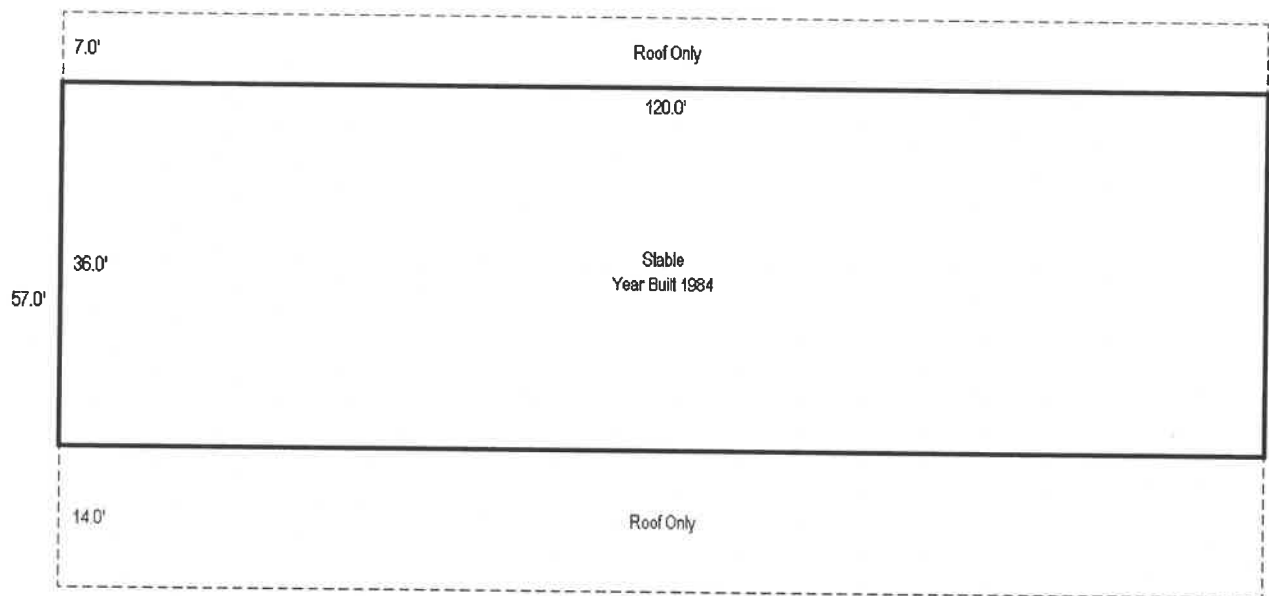 7.0'
Roof Only
120.0'
36.0'
Stable
Year Built 1984
57.0'
14.0'
Roof Only